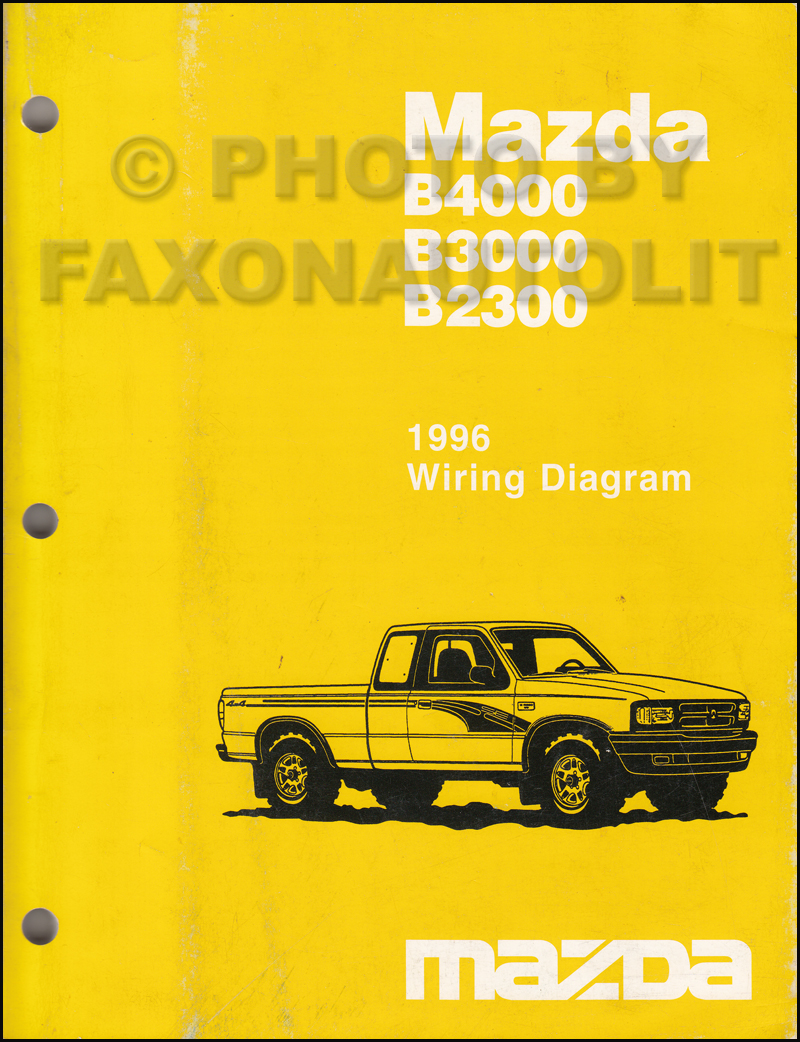 Mazda
© PHOTO BY
B4000
FAXONAUTOLIT
B3000
B2300
1996
Wiring Diagram
4x4
mazda